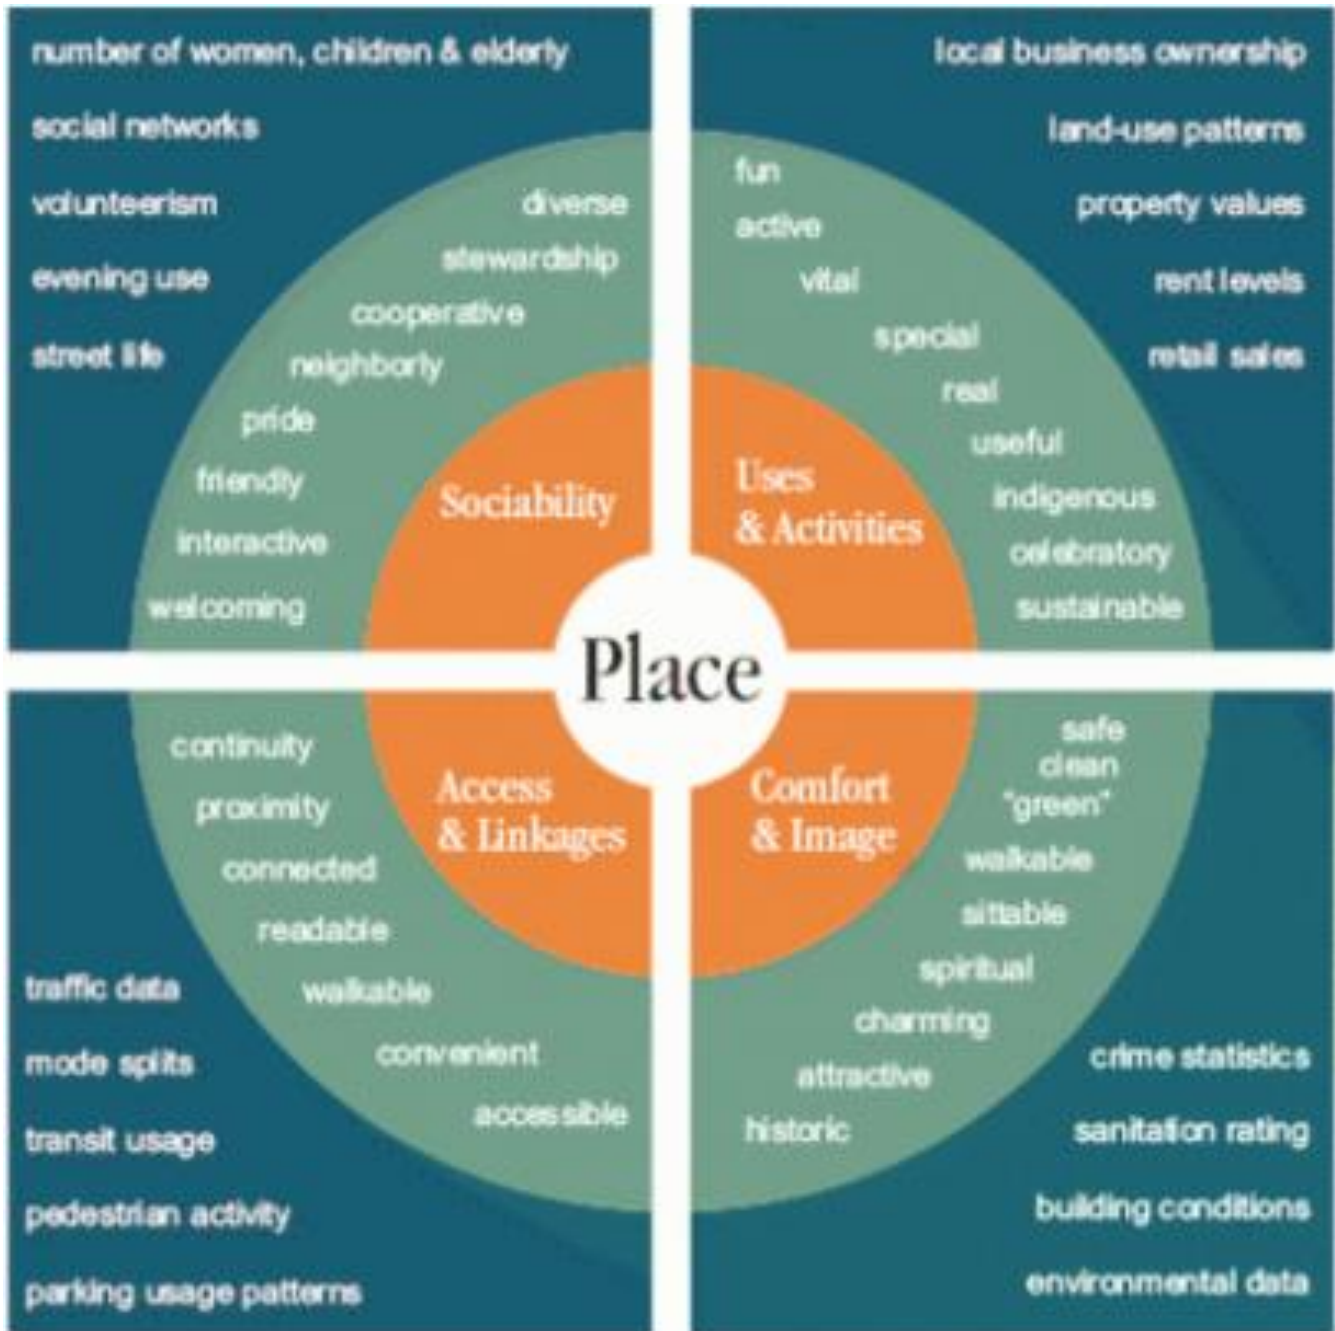 number of women, children & elderly
social networks
volunteerism
evening use
street life
diverse
stewardship
cooperative
neighborly
pride
friendly
interactive
welcoming
Sociability
local business ownership
land-use patterns
property values
rent levels
retail sales
fun
active
vital
special
real
useful
indigenous
celebratory
sustainable
Uses
& Activities
Place
continuity
proximity
connected
readable
walkable
convenient
accessible
Access
& Linkages
traffic data
mode splits
transit usage
pedestrian activity
parking usage patterns
Comfort
& Image
safe
clean
"green"
walkable
sittable
spiritual
charming
attractive
historic
crime statistics
sanitation rating
building conditions
environmental data